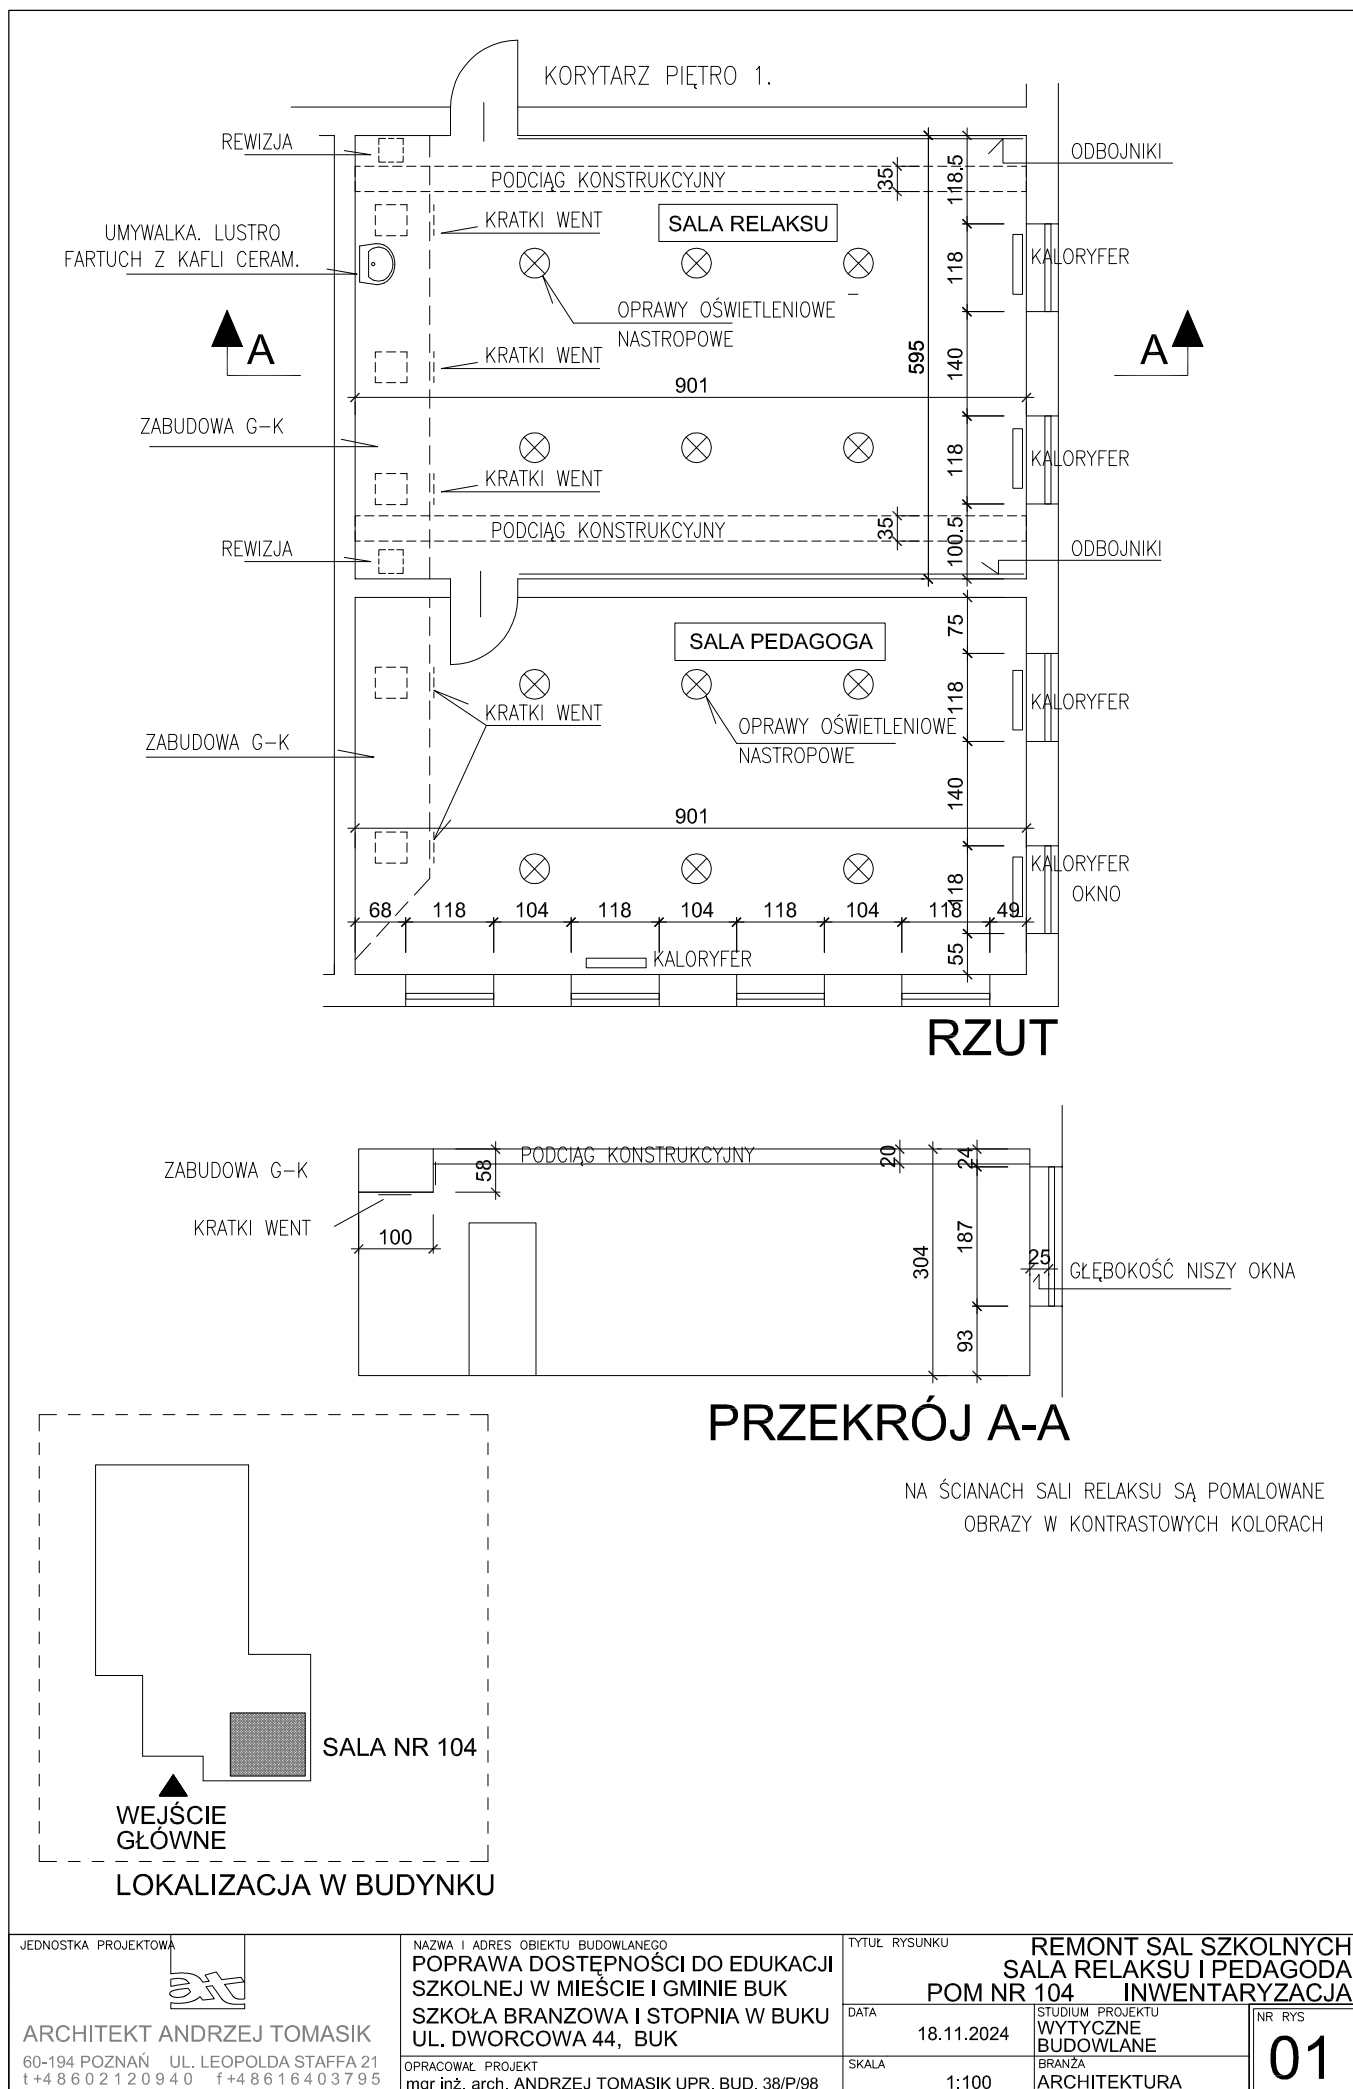 KORYTARZ PIĘTRO 1.
REWIZJA
ODBOJNIKI
PODCIĄG KONSTRUKCYJNY
35
118.5
KRATKI WENT
SALA RELAKSU
UMYWALKA. LUSTRO
FARTUCH Z KAFLI CERAM.
KALORYFER
118
OPRAWY OŚWIETLENIOWE
NASTROPOWE
A
A
KRATKI WENT
595
140
901
ZABUDOWA G-K
KALORYFER
118
KRATKI WENT
PODCIĄG KONSTRUKCYJNY
35
100.5
REWIZJA
ODBOJNIKI
75
SALA PEDAGOGA
118
KALORYFER
KRATKI WENT
OPRAWY OŚWIETLENIOWE
NASTROPOWE
ZABUDOWA G-K
140
901
KALORYFER
OKNO
118
68 118 104 118 104 118 104 118 49
55
KALORYFER
RZUT
ZABUDOWA G-K
PODCIĄG KONSTRUKCYJNY
58
20
24
KRATKI WENT
100
304
187
25
GŁĘBOKOŚĆ NISZY OKNA
93
PRZEKRÓJ A-A
NA ŚCIANACH SALI RELAKSU SĄ POMALOWANE
OBRAZY W KONTRASTOWYCH KOLORACH
SALA NR 104
WEJŚCIE
GŁÓWNE
LOKALIZACJA W BUDYNKU
JEDNOSTKA PROJEKTOWA
at
ARCHITEKT ANDRZEJ TOMASIK
60-194 POZNAŃ UL. LEOPOLDA STAFFA 21
t +48602120940 f +48616403795
NAZWA I ADRES OBIEKTU BUDOWLANEGO
POPRAWA DOSTĘPNOŚCI DO EDUKACJI
SZKOLNEJ W MIEŚCIE I GMINIE BUK
SZKOŁA BRANZOWA I STOPNIA W BUKU
UL. DWORCOWA 44, BUK
OPRACOWAŁ PROJEKT
mgr inż. arch. ANDRZEJ TOMASIK UPR. BUD. 38/P/98
TYTUŁ RYSUNKU
REMONT SAL SZKOLNYCH
SALA RELAKSU I PEDAGODA
POM NR 104 INWENTARYZACJA
DATA
18.11.2024
STUDIUM PROJEKTU
WYTYCZNE
BUDOWLANE
SKALA
1:100
BRANŻA
ARCHITEKTURA
NR RYS
01